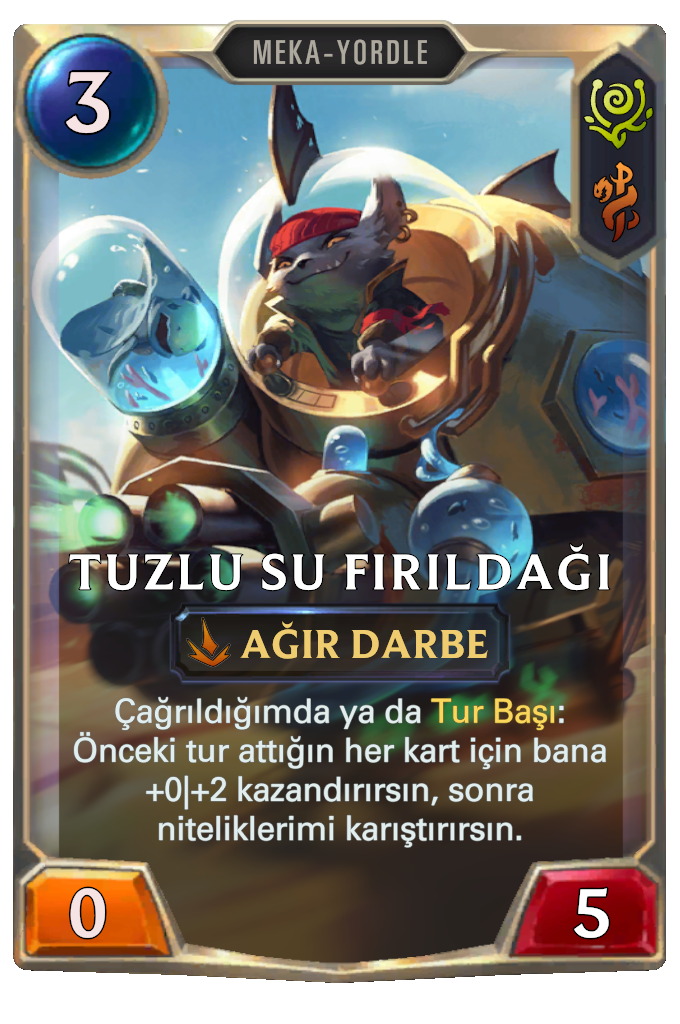 MEKA-YORDLE
3
TUZLU SU FIRILDAĞI
AĞIR DARBE
Çağrıldığımda ya da Tur Başı:
Önceki tur attığın her kart için bana
+0|+2 kazandırırsın, sonra
niteliklerimi karıştırırsın.
0
5